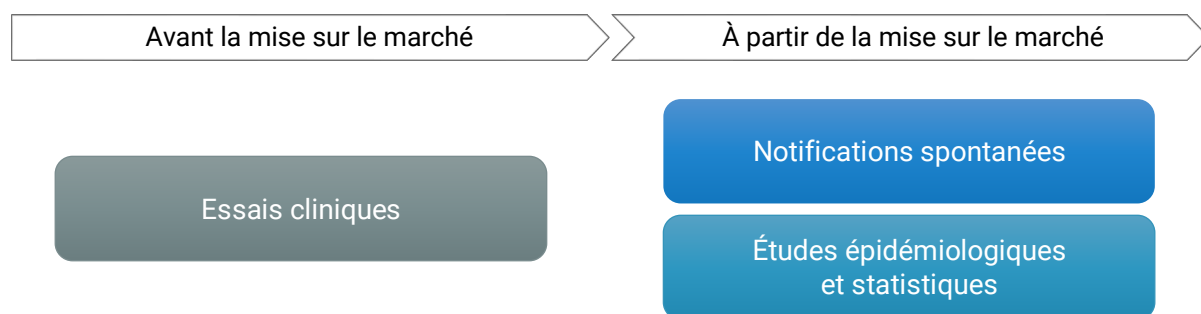 Avant la mise sur le marché
À partir de la mise sur le marché
Notifications spontanées
Essais cliniques
Études épidémiologiques
et statistiques